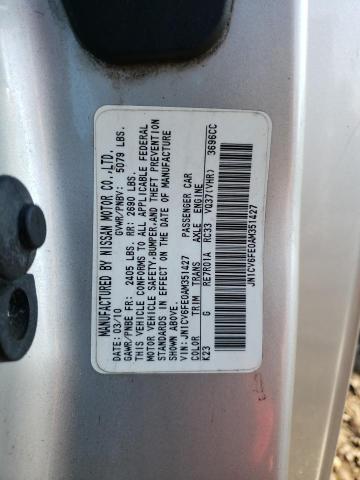 MANUFACTURED BY NISSAN MOTOR CO.,LTD.
03/10 GVWR/PNBV: 5079 LBS.
GAWR/PNBE FR: 2405 LBS. RR: 2690 LBS.
THIS VEHICLE CONFORMS TO ALL APPLICABLE FEDERAL
MOTOR VEHICLE SAFETY,BUMPER,AND THEFT PREVENTION
STANDARDS IN EFFECT ON THE DATE OF MANUFACTURE
SHOWN ABOVE.
VIN:JN1CV6FE0AM351427 PASSENGER CAR
COLOR TRIM TRANS AXLE ENGINE
K23 G RE7R01A RC33 VQ37(VHR) 3696CC
JN1CV6FE0AM351427